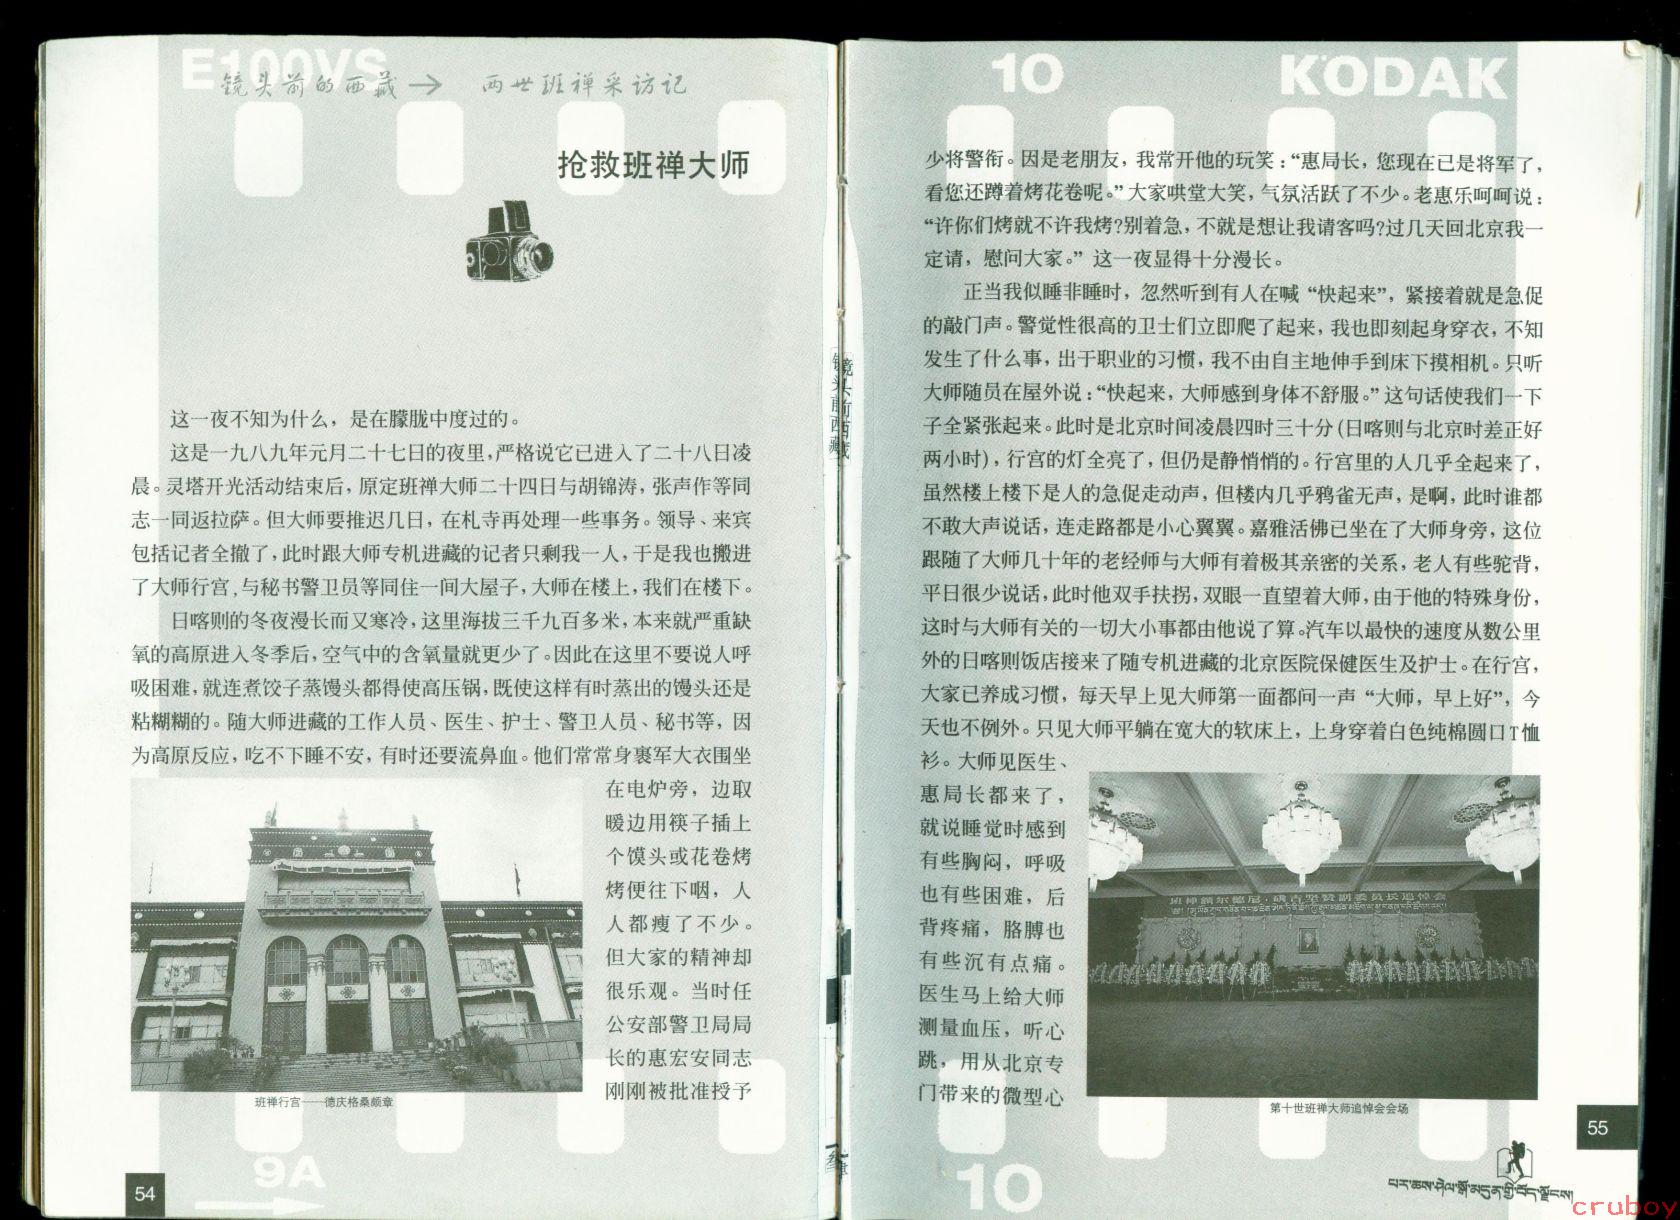 E100VS
镜头前的西藏 → 两世班禅采访记
抢救班禅大师
这一夜不知为什么，是在朦胧中度过的。
这是一九八九年元月二十七日的夜里，严格说它已进入了二十八日凌
晨。灵塔开光活动结束后，原定班禅大师二十四日与胡锦涛，张声作等同
志一同返拉萨。但大师要推迟几日，在札寺再处理一些事务。领导、来宾
包括记者全撤了，此时跟大师专机进藏的记者只剩我一人，于是我也搬进
了大师行宫，与秘书警卫员等同住一间大屋子，大师在楼上，我们在楼下。
日喀则的冬夜漫长而又寒冷，这里海拔三千九百多米，本来就严重缺
氧的高原进入冬季后，空气中的含氧量就更少了。因此在这里不要说人呼
吸困难，就连煮饺子蒸馒头都得使高压锅，既使这样有时蒸出的馒头还是
粘糊糊的。随大师进藏的工作人员、医生、护士、警卫人员、秘书等，因
为高原反应，吃不下睡不安，有时还要流鼻血。他们常常身裹军大衣围坐
在电炉旁，边取
暖边用筷子插上
个馍头或花卷烤
烤便往下咽，人
人都瘦了不少。
但大家的精神却
很乐观。当时任
公安部警卫局局
长的惠宏安同志
刚刚被批准授予
班禅行宫——德庆格桑颇章
9A
54
镜头前西藏
10
KODAK
少将警衔。因是老朋友，我常开他的玩笑：“惠局长，您现在已是将军了，
看您还蹲着烤花卷呢。”大家哄堂大笑，气氛活跃了不少。老惠乐呵呵说：
“许你们烤就不许我烤?别着急，不就是想让我请客吗?过几天回北京我一
定请，慰问大家。”这一夜显得十分漫长。
正当我似睡非睡时，忽然听到有人在喊“快起来”，紧接着就是急促
的敲门声。警觉性很高的卫士们立即爬了起来，我也即刻起身穿衣，不知
发生了什么事，出于职业的习惯，我不由自主地伸手到床下摸相机。只听
大师随员在屋外说：“快起来，大师感到身体不舒服。”这句话使我们一下
子全紧张起来。此时是北京时间凌晨四时三十分(日喀则与北京时差正好
两小时)，行宫的灯全亮了，但仍是静悄悄的。行宫里的人几乎全起来了，
虽然楼上楼下是人的急促走动声，但楼内几乎鸦雀无声，是啊，此时谁都
不敢大声说话，连走路都是小心翼翼。嘉雅活佛已坐在了大师身旁，这位
跟随了大师几十年的老经师与大师有着极其亲密的关系，老人有些驼背，
平日很少说话，此时他双手扶拐，双眼一直望着大师，由于他的特殊身份，
这时与大师有关的一切大小事都由他说了算。汽车以最快的速度从数公里
外的日喀则饭店接来了随专机进藏的北京医院保健医生及护士。在行宫，
大家已养成习惯，每天早上见大师第一面都问一声“大师，早上好”，今
天也不例外。只见大师平躺在宽大的软床上，上身穿着白色纯棉圆口T恤
衫。大师见医生、
惠局长都来了，
就说睡觉时感到
有些胸闷，呼吸
也有些困难，后
背疼痛，胳膊也
有些沉有点痛。
医生马上给大师
测量血压，听心
跳，用从北京专
门带来的微型心
班禅额尔德尼·确吉坚赞副委员长追悼会
第十世班禅大师追悼会会场
10
55
cruboy